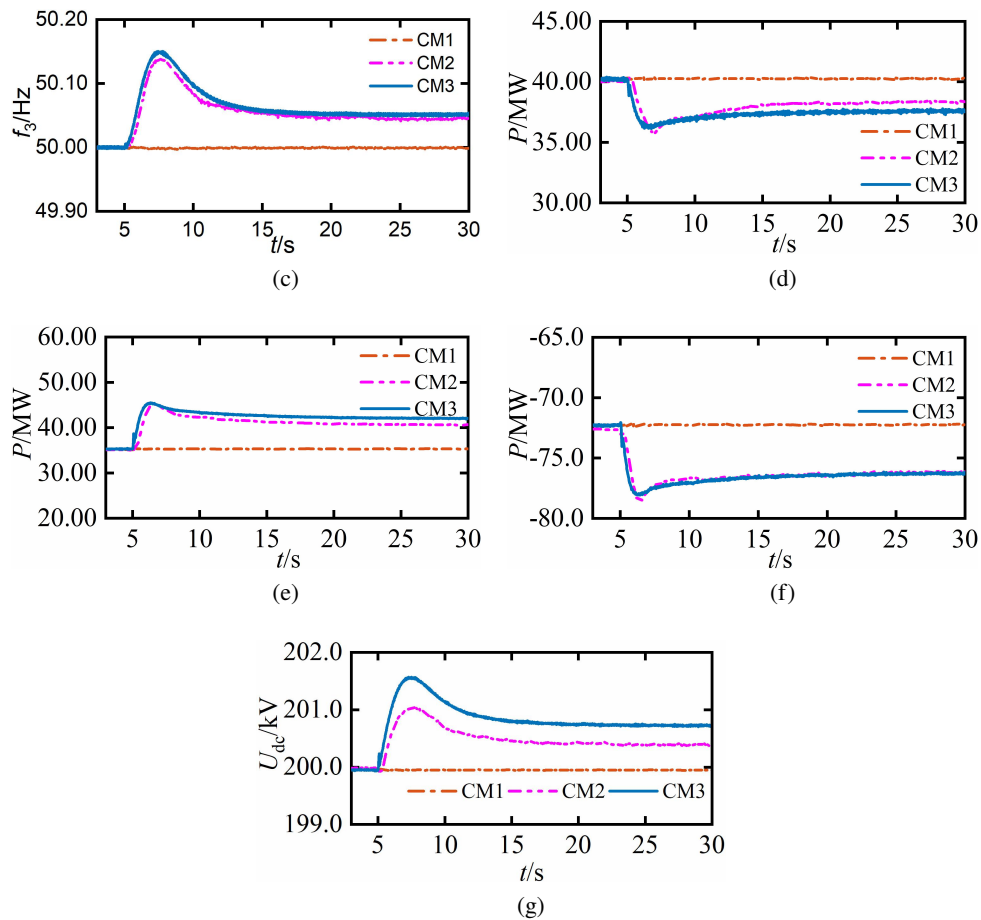 50.20
50.10
50.00
49.90
f3/Hz
CM1
CM2
CM3
5 10 15 20 25 30
t/s
(c)
45.00
40.00
35.00
30.00
P/MW
CM1
CM2
CM3
5 10 15 20 25 30
t/s
(d)
60.00
50.00
40.00
30.00
20.00
P/MW
CM1
CM2
CM3
5 10 15 20 25 30
t/s
(e)
-65.0
-70.0
-75.0
-80.0
P/MW
CM1
CM2
CM3
5 10 15 20 25 30
t/s
(f)
202.0
201.0
200.0
199.0
Udc/kV
CM1 CM2 CM3
5 10 15 20 25 30
t/s
(g)